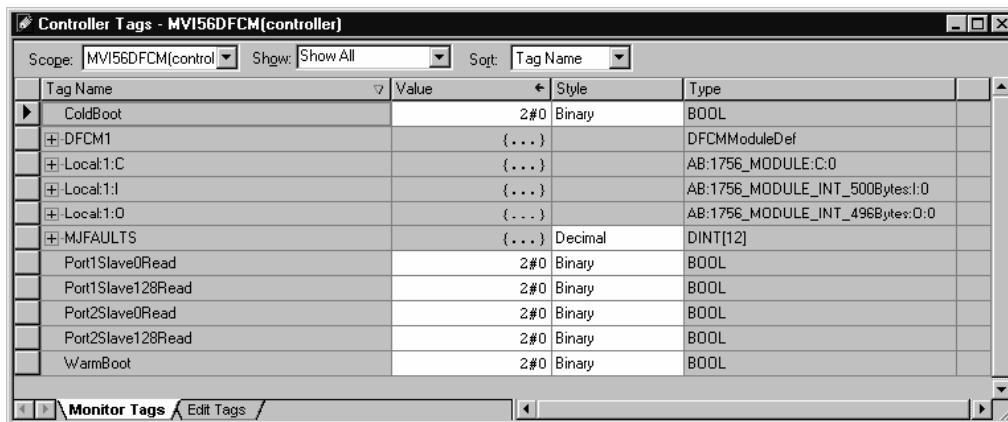 Controller Tags - MVI56DFCM(controller)
Scope: MVI56DFCM(control Show: Show All Sort: Tag Name
Tag Name Value Style Type
ColdBoot 2#0 Binary BOOL
DFCM1 {...} DFCMModuleDef
Local:1:C {...} AB:1756_MODULE:C:0
Local:1:I {...} AB:1756_MODULE_INT_500Bytes:I:0
Local:1:O {...} AB:1756_MODULE_INT_496Bytes:O:0
MJFAULTS {...} Decimal DINT[12]
Port1Slave0Read 2#0 Binary BOOL
Port1Slave128Read 2#0 Binary BOOL
Port2Slave0Read 2#0 Binary BOOL
Port2Slave128Read 2#0 Binary BOOL
WarmBoot 2#0 Binary BOOL
Monitor Tags Edit Tags